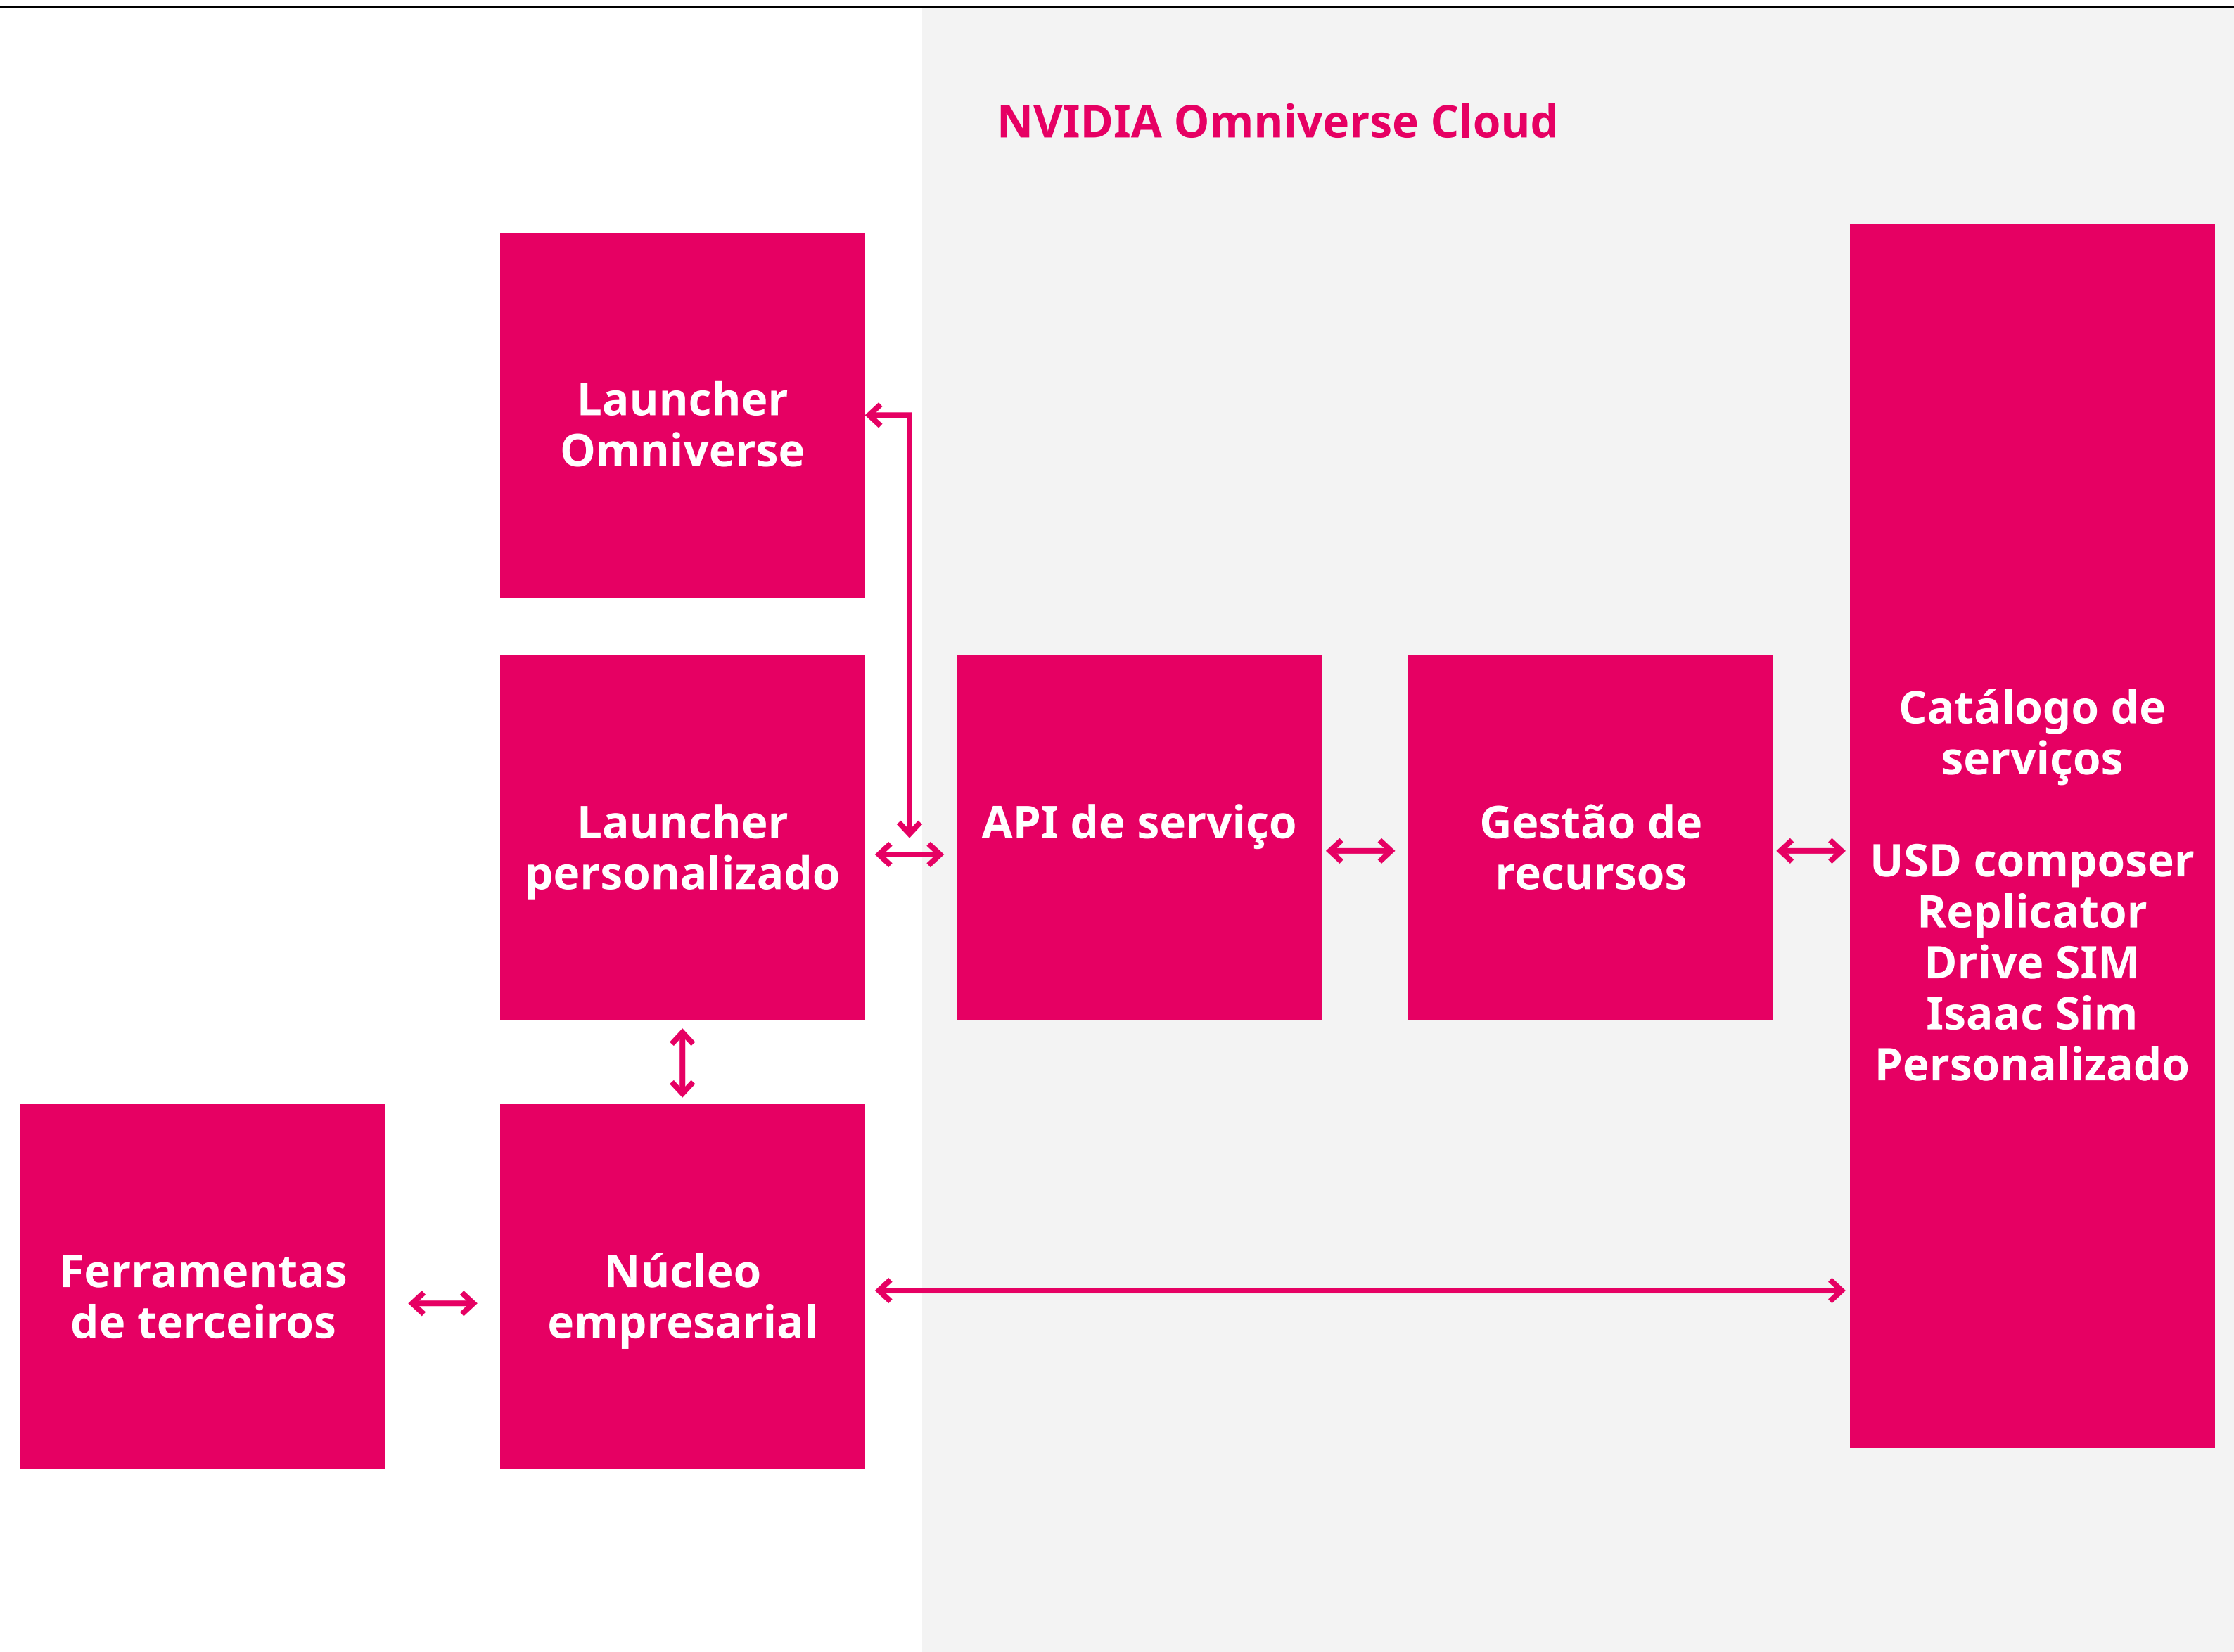 NVIDIA Omniverse Cloud
Launcher
Omniverse
Launcher
personalizado
API de serviço
Gestão de
recursos
Catálogo de
serviços
USD composer
Replicator
Drive SIM
Isaac Sim
Personalizado
Ferramentas
de terceiros
Núcleo
empresarial